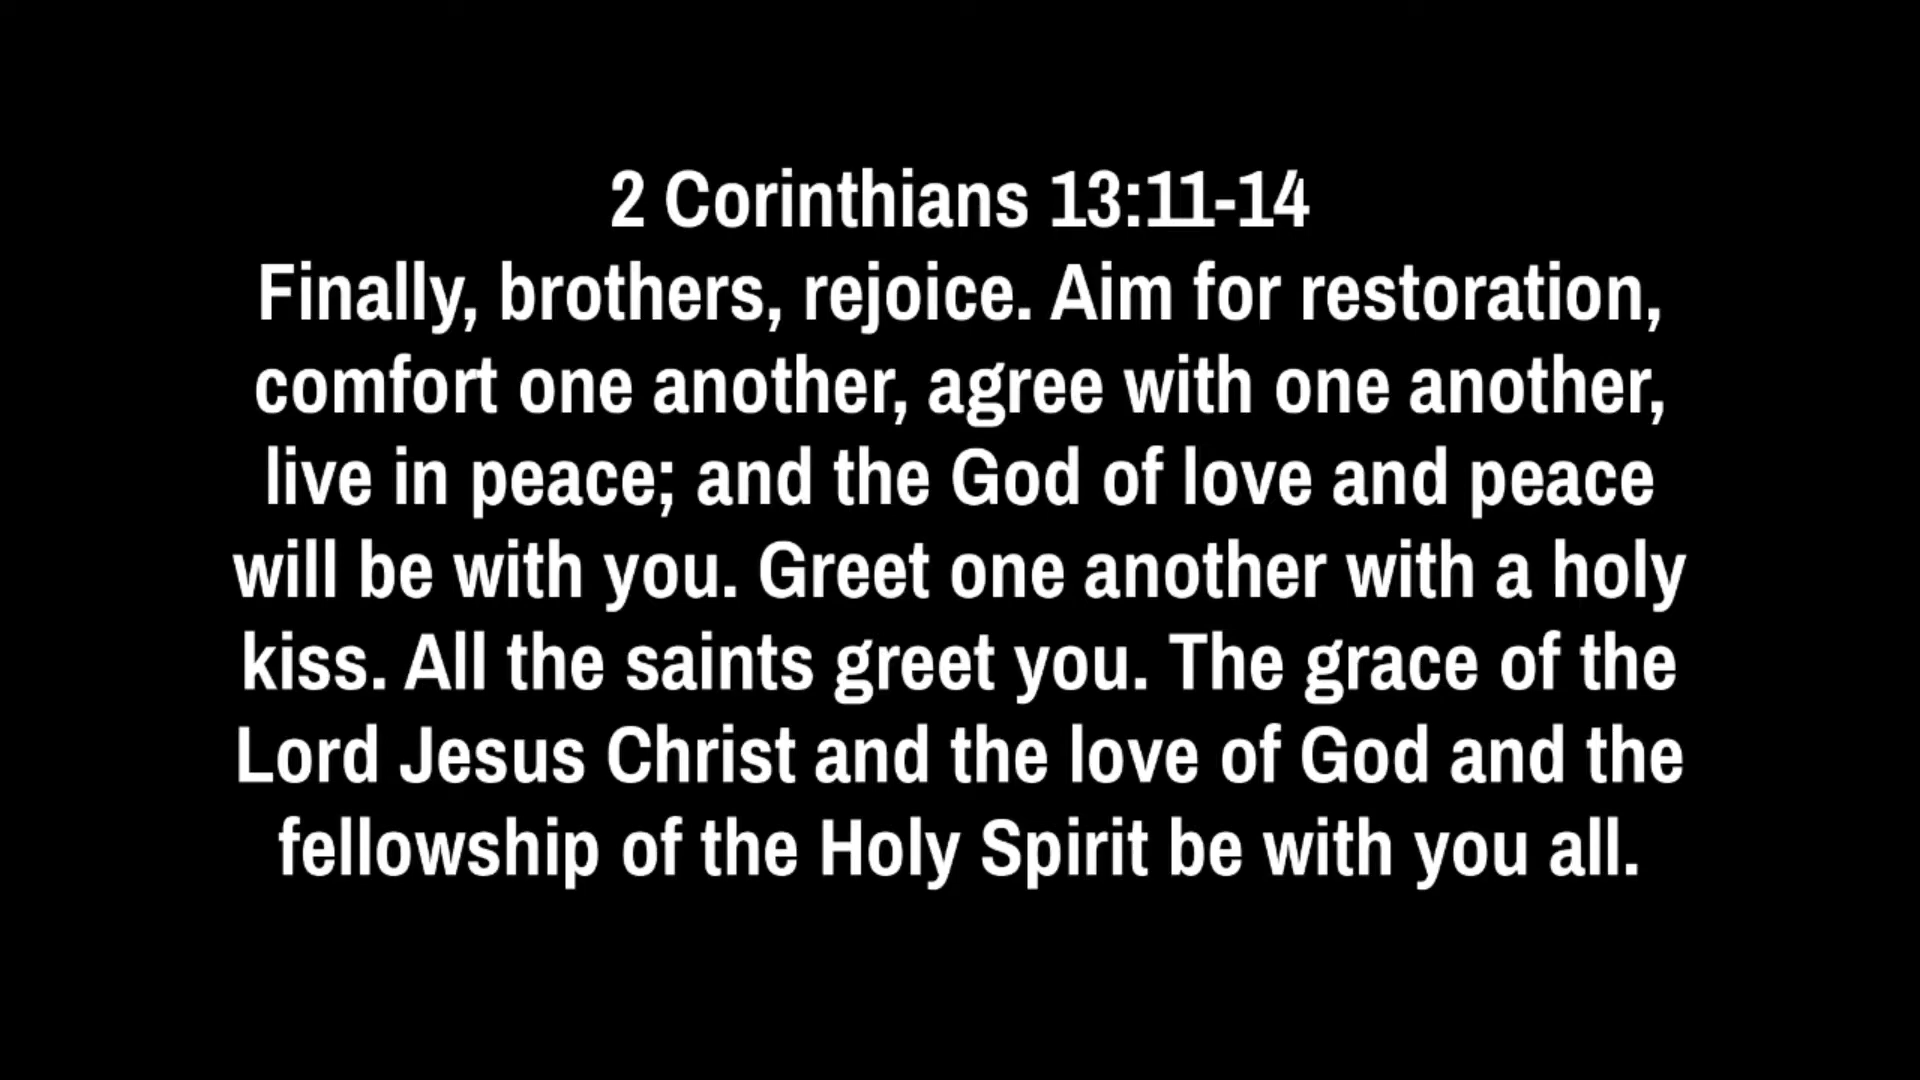 2 Corinthians 13:11-14
Finally, brothers, rejoice. Aim for restoration,
comfort one another, agree with one another,
live in peace; and the God of love and peace
will be with you. Greet one another with a holy
kiss. All the saints greet you. The grace of the
Lord Jesus Christ and the love of God and the
fellowship of the Holy Spirit be with you all.